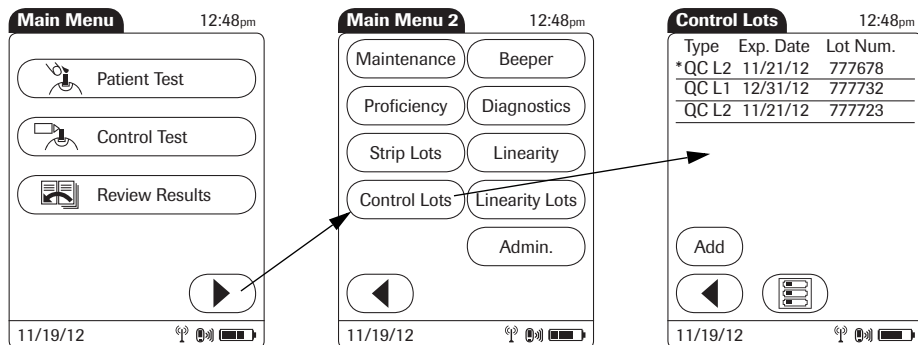 Main Menu 12:48pm
Patient Test
Control Test
Review Results
11/19/12
Main Menu 2 12:48pm
Maintenance Beeper
Proficiency Diagnostics
Strip Lots Linearity
Control Lots Linearity Lots
Admin.
11/19/12
Control Lots 12:48pm
Type Exp. Date Lot Num.
*QC L2 11/21/12 777678
QC L1 12/31/12 777732
QC L2 11/21/12 777723
Add
11/19/12